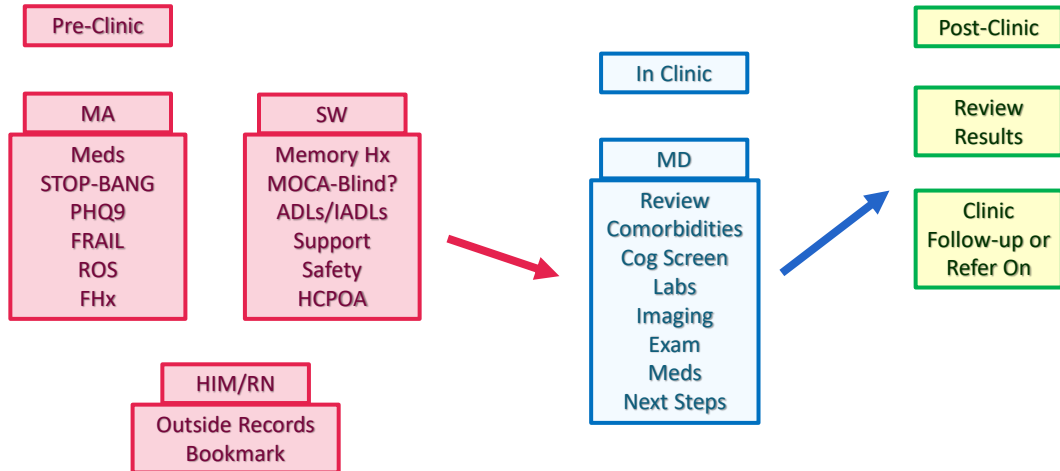 Pre-Clinic
MA
Meds
STOP-BANG
PHQ9
FRAIL
ROS
FHx
SW
Memory Hx
MOCA-Blind?
ADLs/IADLs
Support
Safety
HCPOA
HIM/RN
Outside Records
Bookmark
In Clinic
MD
Review
Comorbidities
Cog Screen
Labs
Imaging
Exam
Meds
Next Steps
Post-Clinic
Review
Results
Clinic
Follow-up or
Refer On